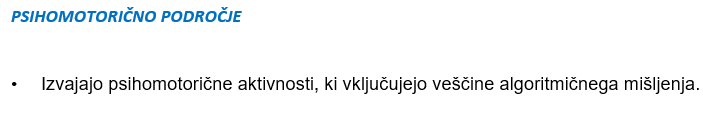 PSIHOMOTORIČNO PODROČJE
• Izvajajo psihomotorične aktivnosti, ki vključujejo veščine algoritmičnega mišljenja.